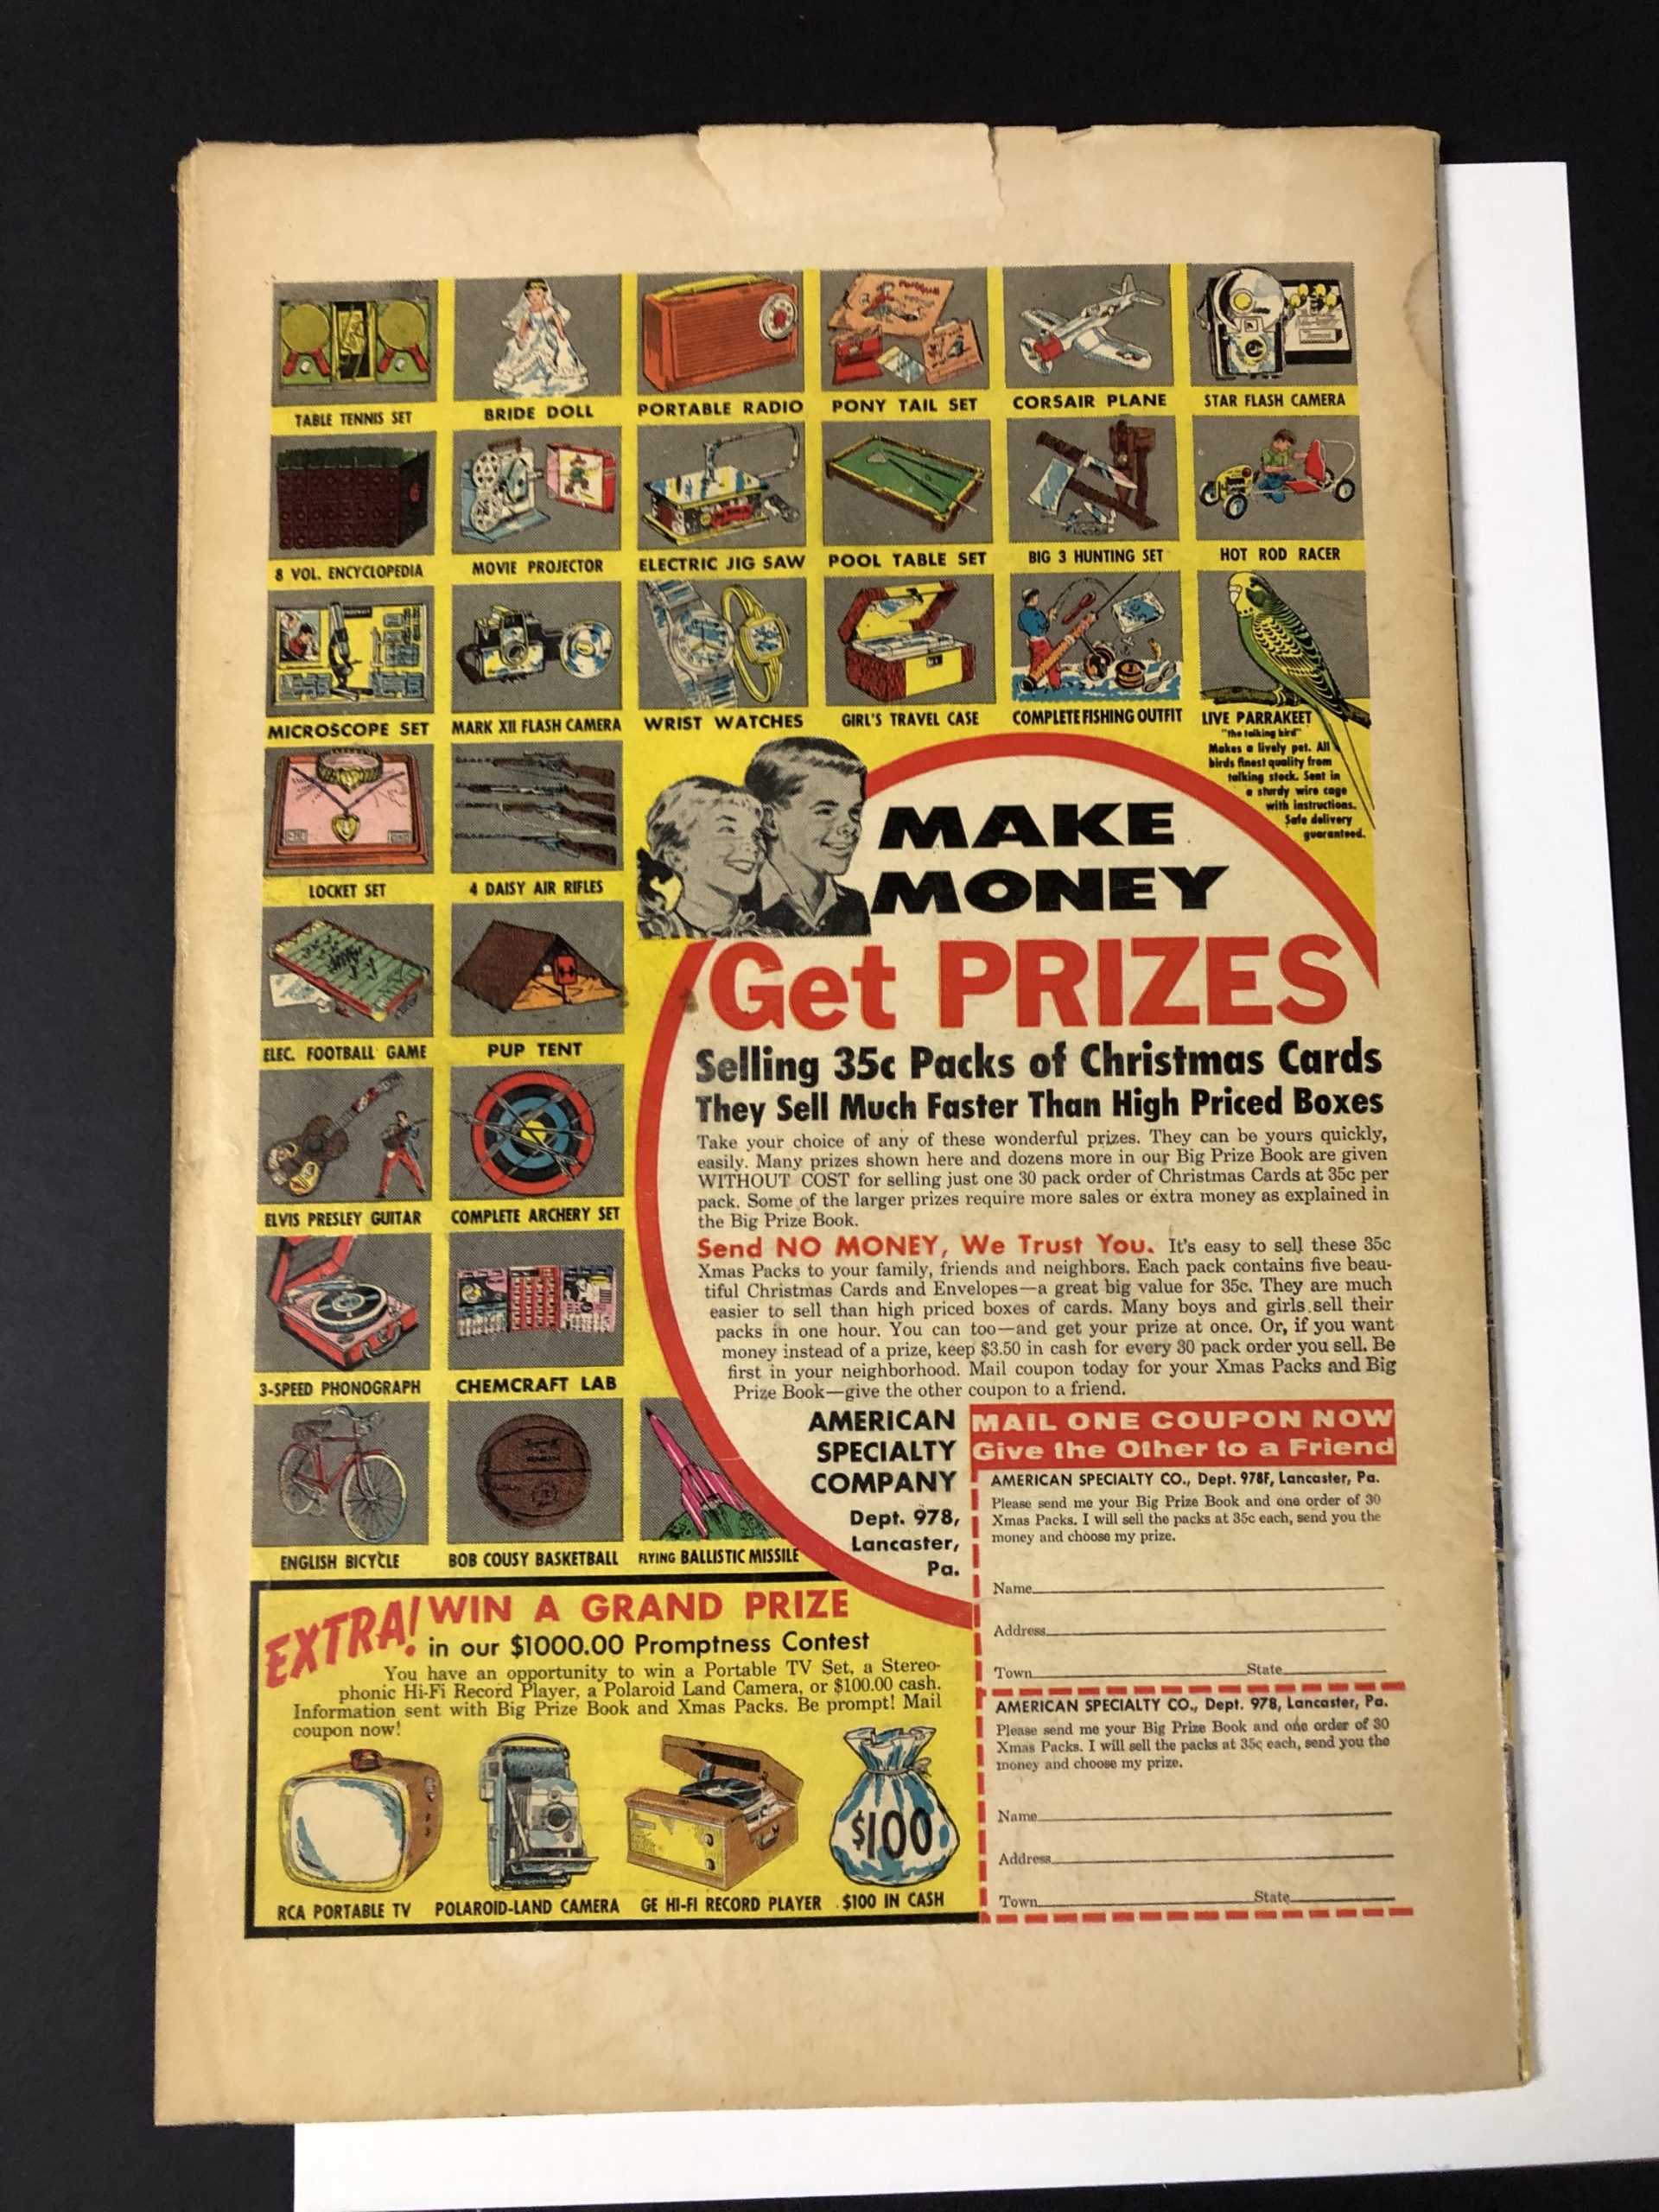 TABLE TENNIS SET
BRIDE DOLL
PORTABLE RADIO
PONY TAIL SET
CORSAIR PLANE
STAR FLASH CAMERA
8 VOL. ENCYCLOPEDIA
MOVIE PROJECTOR
ELECTRIC JIG SAW
POOL TABLE SET
BIG 3 HUNTING SET
HOT ROD RACER
MICROSCOPE SET
MARK XII FLASH CAMERA
WRIST WATCHES
GIRL'S TRAVEL CASE
COMPLETE FISHING OUTFIT
LIVE PARRAKEET
"the talking bird"
Makes a lively pet. All
birds finest quality from
talking stock. Sent in
a sturdy wire cage
with instructions.
Safe delivery
guaranteed.
LOCKET SET
4 DAISY AIR RIFLES
ELEC. FOOTBALL GAME
PUP TENT
ELVIS PRESLEY GUITAR
COMPLETE ARCHERY SET
3-SPEED PHONOGRAPH
CHEMCRAFT LAB
ENGLISH BICYCLE
BOB COUSY BASKETBALL
FLYING BALLISTIC MISSILE
MAKE
MONEY
Get PRIZES
Selling 35c Packs of Christmas Cards
They Sell Much Faster Than High Priced Boxes
Take your choice of any of these wonderful prizes. They can be yours quickly,
easily. Many prizes shown here and dozens more in our Big Prize Book are given
WITHOUT COST for selling just one 30 pack order of Christmas Cards at 35c per
pack. Some of the larger prizes require more sales or extra money as explained in
the Big Prize Book.
Send NO MONEY, We Trust You. It's easy to sell these 35c
Xmas Packs to your family, friends and neighbors. Each pack contains five beau-
tiful Christmas Cards and Envelopes—a great big value for 35c. They are much
easier to sell than high priced boxes of cards. Many boys and girls sell their
packs in one hour. You can too—and get your prize at once. Or, if you want
money instead of a prize, keep $3.50 in cash for every 30 pack order you sell. Be
first in your neighborhood. Mail coupon today for your Xmas Packs and Big
Prize Book—give the other coupon to a friend.
AMERICAN
SPECIALTY
COMPANY
Dept. 978,
Lancaster,
Pa.
MAIL ONE COUPON NOW
Give the Other to a Friend
AMERICAN SPECIALTY CO., Dept. 978F, Lancaster, Pa.
Please send me your Big Prize Book and one order of 30
Xmas Packs. I will sell the packs at 35c each, send you the
money and choose my prize.
Name
Address
Town State
AMERICAN SPECIALTY CO., Dept. 978, Lancaster, Pa.
Please send me your Big Prize Book and one order of 30
Xmas Packs. I will sell the packs at 35c each, send you the
money and choose my prize.
Name
Address
Town State
EXTRA! WIN A GRAND PRIZE
in our $1000.00 Promptness Contest
You have an opportunity to win a Portable TV Set, a Stereo-
phonic Hi-Fi Record Player, a Polaroid Land Camera, or $100.00 cash.
Information sent with Big Prize Book and Xmas Packs. Be prompt! Mail
coupon now!
$100
RCA PORTABLE TV
POLAROID-LAND CAMERA
GE HI-FI RECORD PLAYER
$100 IN CASH